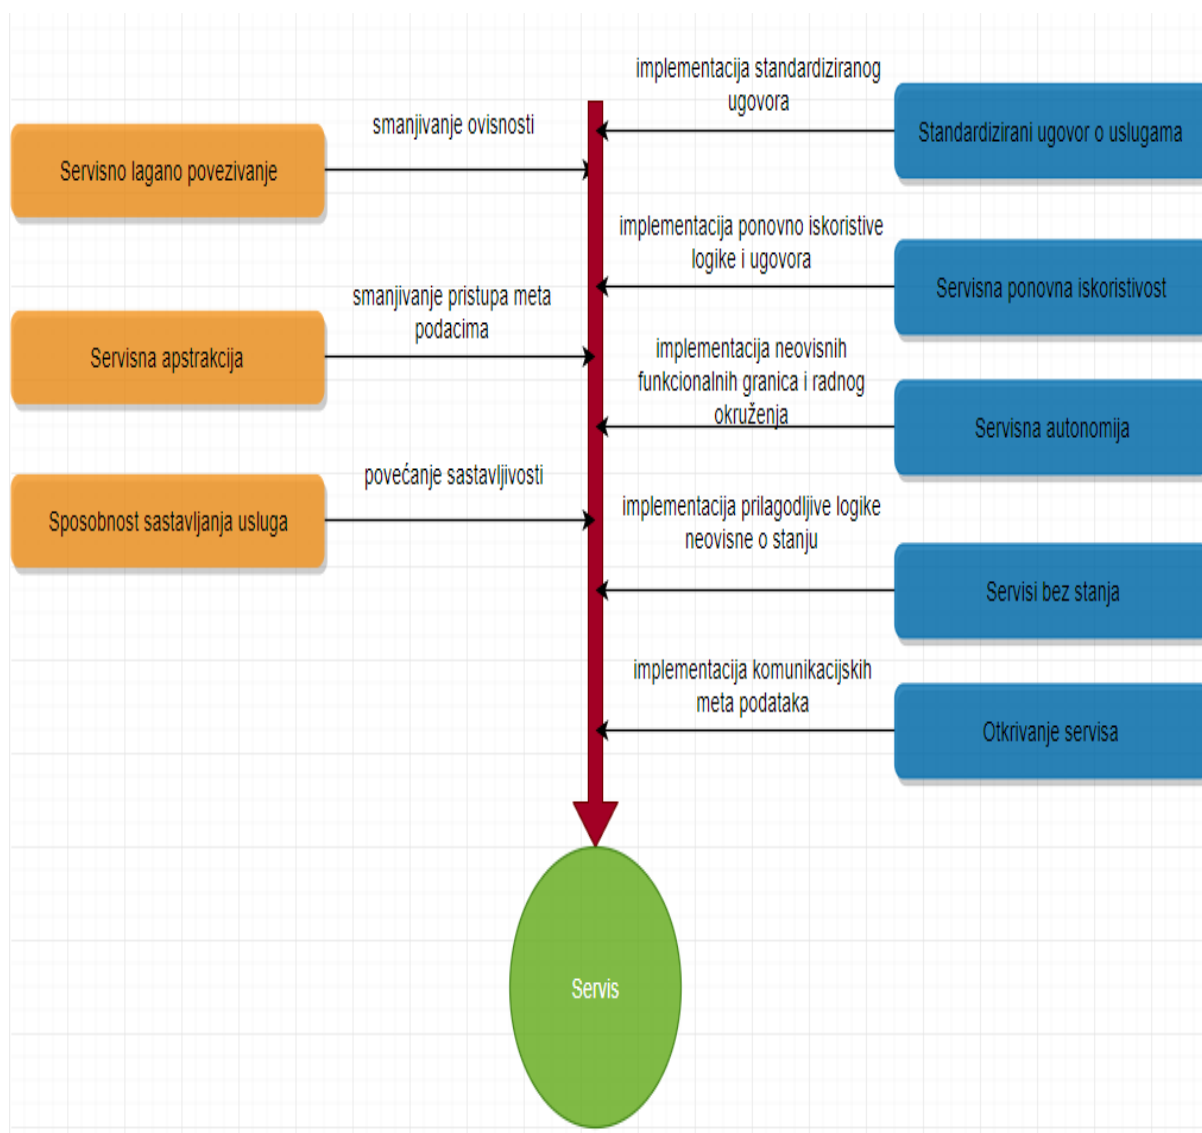 implementacija standardiziranog
ugovora
Standardizirani ugovor o uslugama
smanjivanje ovisnosti
Servisno lagano povezivanje
implementacija ponovno iskoristive
logike i ugovora
Servisna ponovna iskoristivost
smanjivanje pristupa meta
podacima
Servisna apstrakcija
implementacija neovisnih
funkcionalnih granica i radnog
okruženja
Servisna autonomija
povećanje sastavljivosti
Sposobnost sastavljanja usluga
implementacija prilagodljive logike
neovisne o stanju
Servisi bez stanja
implementacija komunikacijskih
meta podataka
Otkrivanje servisa
Servis